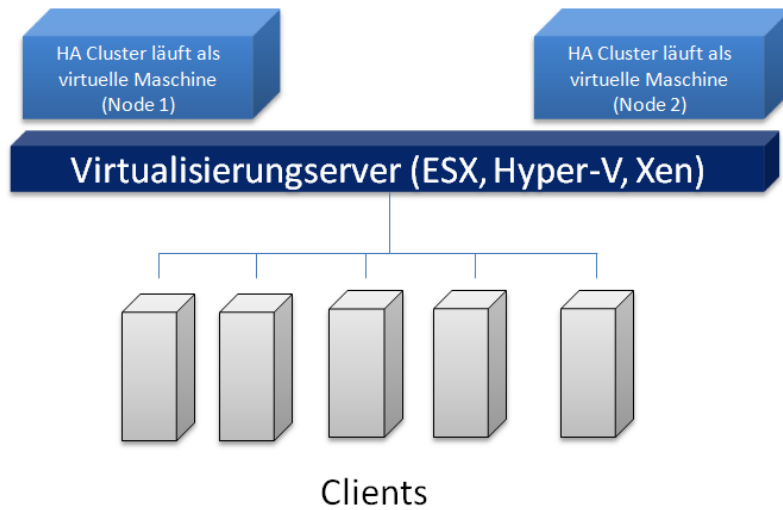 HA Cluster läuft als
virtuelle Maschine
(Node 1)
HA Cluster läuft als
virtuelle Maschine
(Node 2)
Virtualisierungserver (ESX, Hyper-V, Xen)
Clients